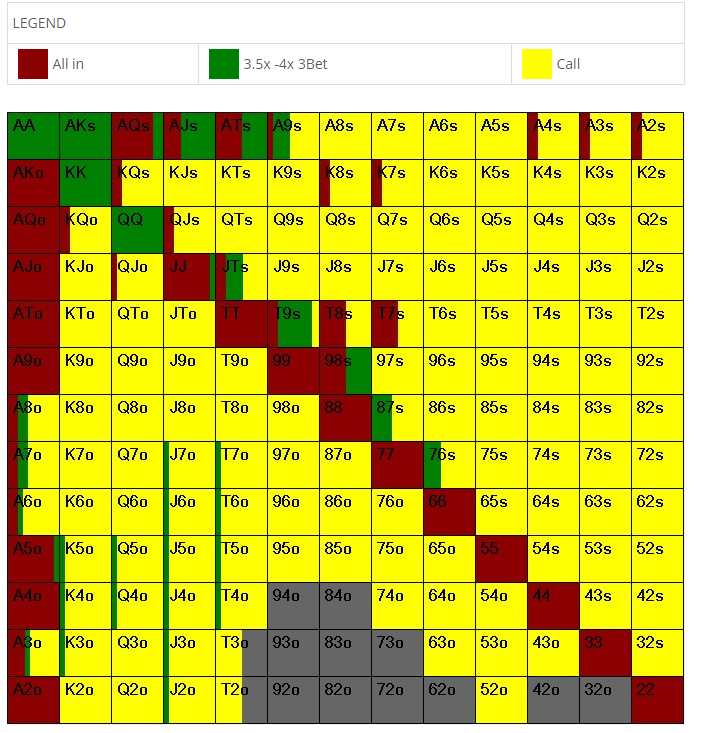 LEGEND
All in 3.5x -4x 3Bet Call
AA AKs AQs AJs ATs A9s A8s A7s A6s A5s A4s A3s A2s
AKo KK KQs KJs KTs K9s K8s K7s K6s K5s K4s K3s K2s
AQo KQo QQ QJs QTs Q9s Q8s Q7s Q6s Q5s Q4s Q3s Q2s
AJo KJo QJo JJ JTs J9s J8s J7s J6s J5s J4s J3s J2s
ATo KTo QTo JTo TT T9s T8s T7s T6s T5s T4s T3s T2s
A9o K9o Q9o J9o T9o 99 98s 97s 96s 95s 94s 93s 92s
A8o K8o Q8o J8o T8o 98o 88 87s 86s 85s 84s 83s 82s
A7o K7o Q7o J7o T7o 97o 87o 77 76s 75s 74s 73s 72s
A6o K6o Q6o J6o T6o 96o 86o 76o 66 65s 64s 63s 62s
A5o K5o Q5o J5o T5o 95o 85o 75o 65o 55 54s 53s 52s
A4o K4o Q4o J4o T4o 94o 84o 74o 64o 54o 44 43s 42s
A3o K3o Q3o J3o T3o 93o 83o 73o 63o 53o 43o 33 32s
A2o K2o Q2o J2o T2o 92o 82o 72o 62o 52o 42o 32o 22